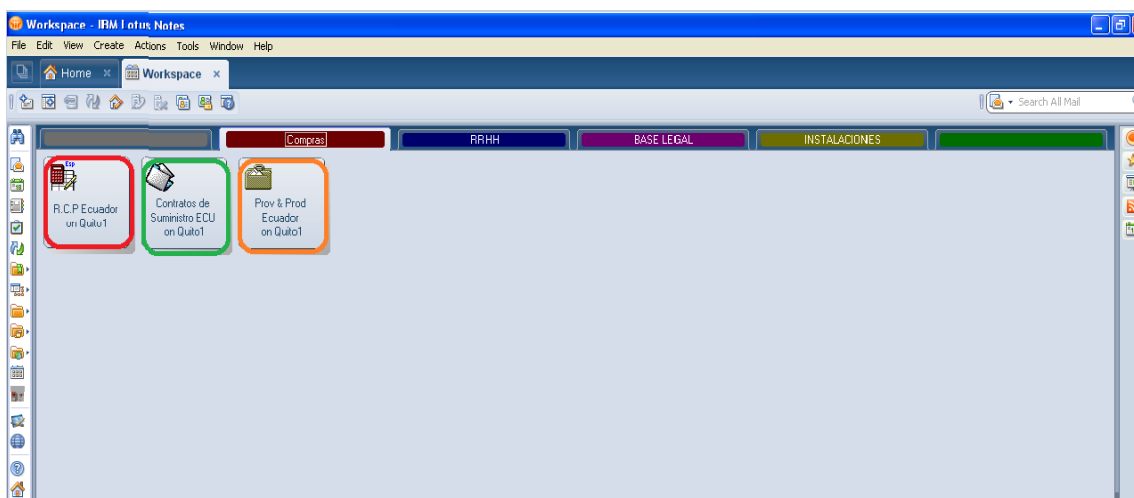 Workspace - IBM Lotus Notes
File Edit View Create Actions Tools Window Help
Home Workspace
Search All Mail
Compras RRHH BASE LEGAL INSTALACIONES
Esp
R.C.P Ecuador
on Quito1
Contratos de
Suministro ECU
on Quito1
Prov & Prod
Ecuador
on Quito1